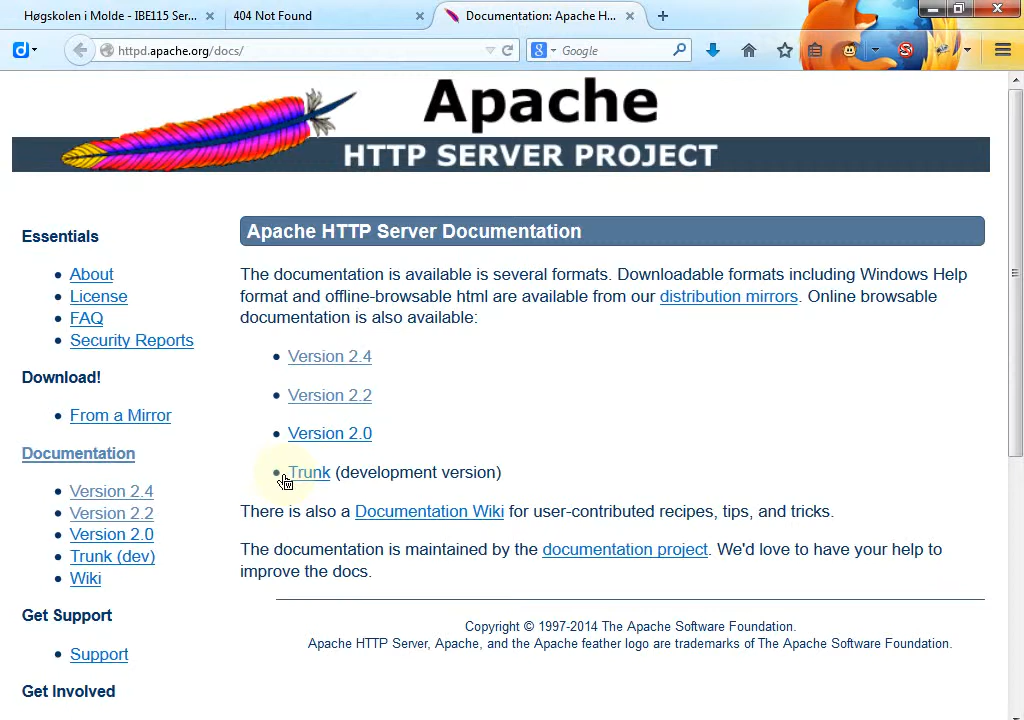 Høgskolen i Molde - IBE115 Ser...
404 Not Found
Documentation: Apache H...
httpd.apache.org/docs/
Google
Apache
HTTP SERVER PROJECT
Essentials
About
License
FAQ
Security Reports
Download!
From a Mirror
Documentation
Version 2.4
Version 2.2
Version 2.0
Trunk (dev)
Wiki
Get Support
Support
Get Involved
Apache HTTP Server Documentation
The documentation is available is several formats. Downloadable formats including Windows Help
format and offline-browsable html are available from our distribution mirrors. Online browsable
documentation is also available:
Version 2.4
Version 2.2
Version 2.0
Trunk (development version)
There is also a Documentation Wiki for user-contributed recipes, tips, and tricks.
The documentation is maintained by the documentation project. We'd love to have your help to
improve the docs.
Copyright © 1997-2014 The Apache Software Foundation.
Apache HTTP Server, Apache, and the Apache feather logo are trademarks of The Apache Software Foundation.